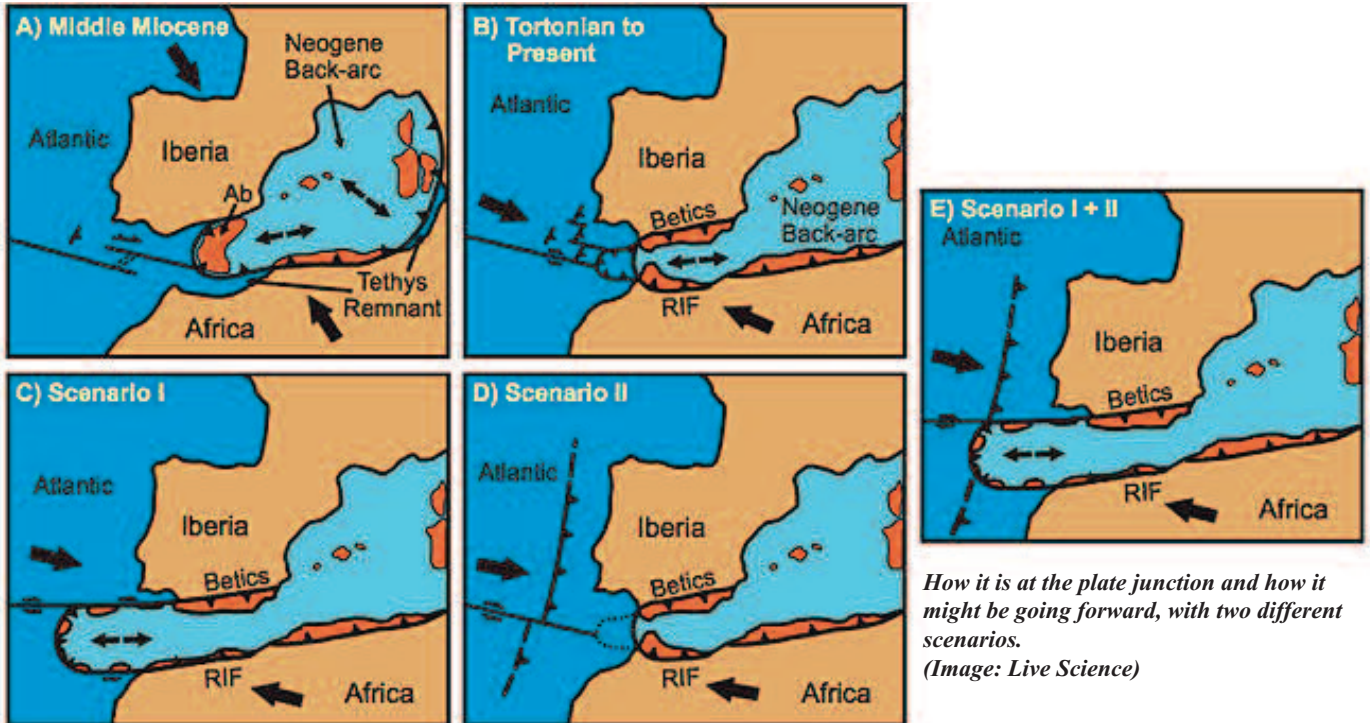 A) Middle Miocene
Neogene
Back-arc
Atlantic
Iberia
Ab
Tethys
Remnant
Africa
B) Tortonian to
Present
Atlantic
Iberia
Betics
Neogene
Back-arc
RIF
Africa
C) Scenario I
Atlantic
Iberia
Betics
RIF
Africa
D) Scenario II
Atlantic
Iberia
Betics
RIF
Africa
E) Scenario I + II
Atlantic
Iberia
Betics
RIF
Africa
How it is at the plate junction and how it
might be going forward, with two different
scenarios.
(Image: Live Science)